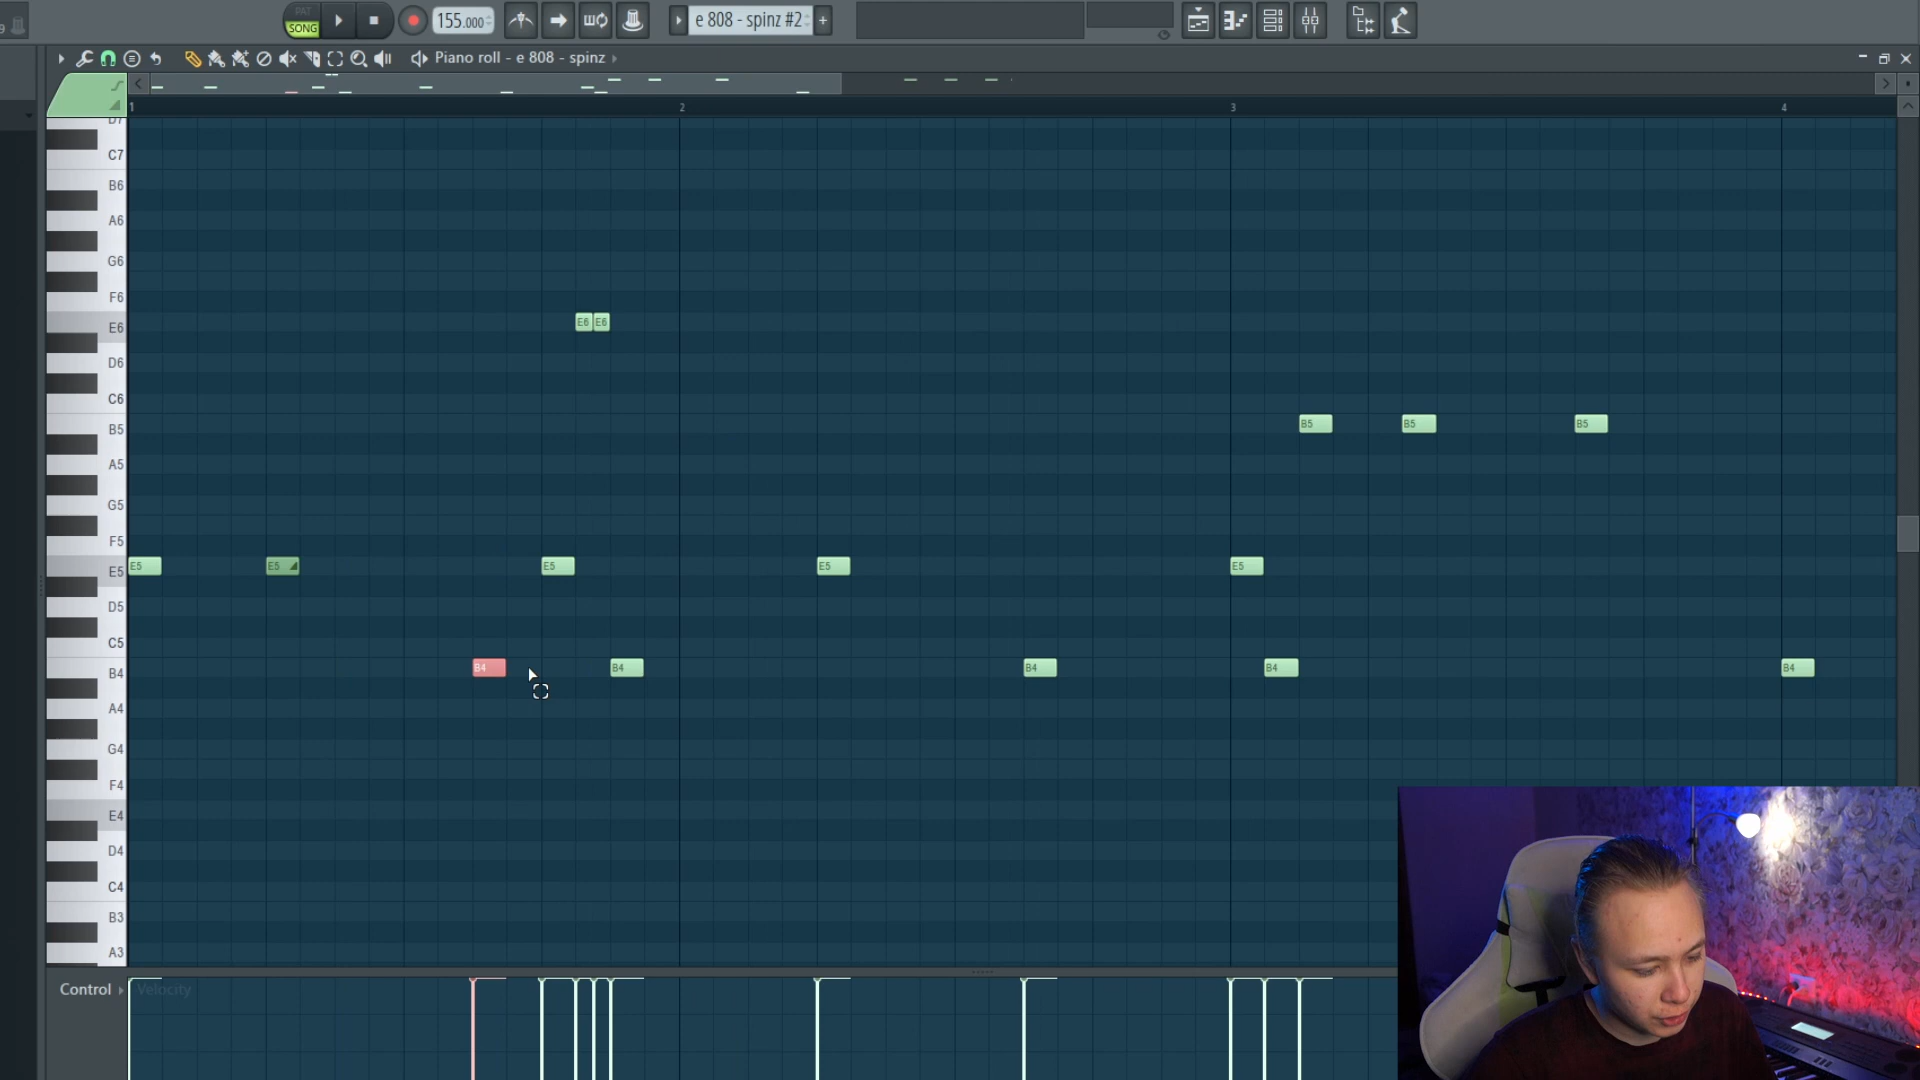 PAT
SONG
155.000
e 808 - spinz #2
+
Piano roll - e 808 - spinz
1 2 3 4
D7
C7
B6
A6
G6
F6
E6 E6 E6
D6
C6
B5 B5 B5 B5
A5
G5
F5
E5 E5 E5 E5 E5 E5
D5
C5
B4 B4 B4 B4 B4 B4
A4
G4
F4
E4
D4
C4
B3
A3
Control Velocity